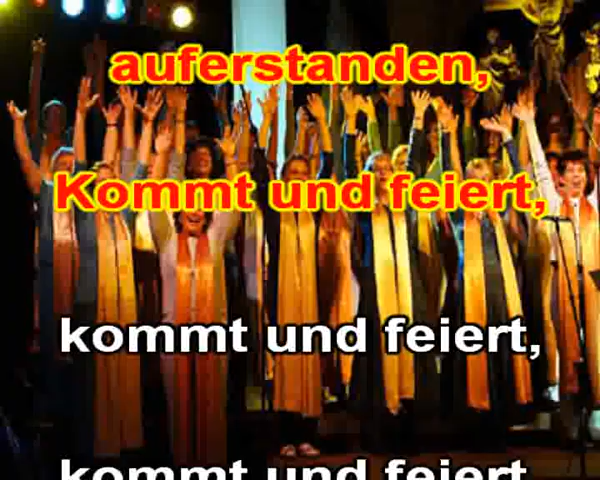 auferstanden,
Kommt und feiert,
kommt und feiert,
kommt und feiert